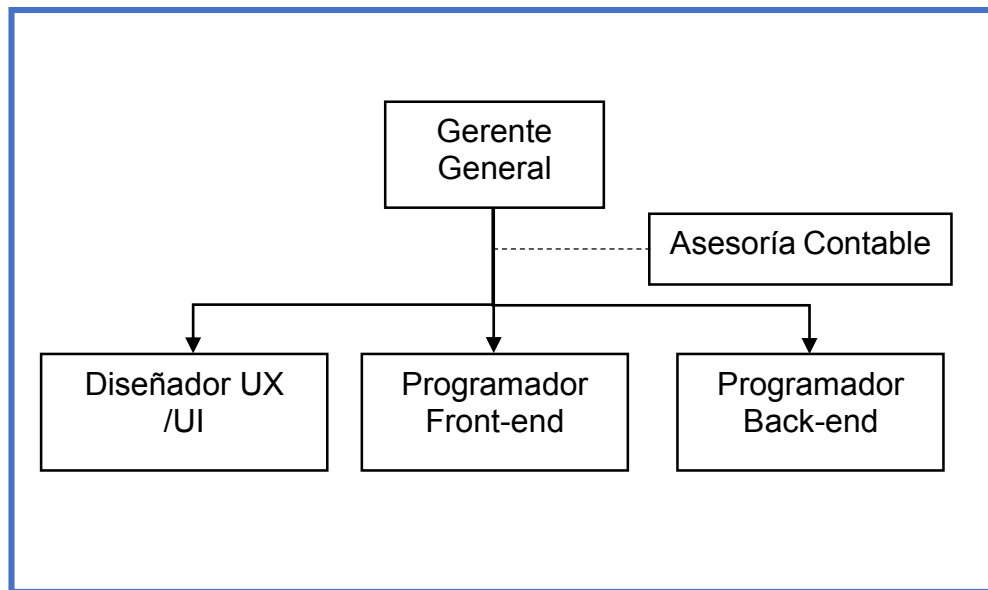 Gerente
General
Asesoría Contable
Diseñador UX
/UI
Programador
Front-end
Programador
Back-end